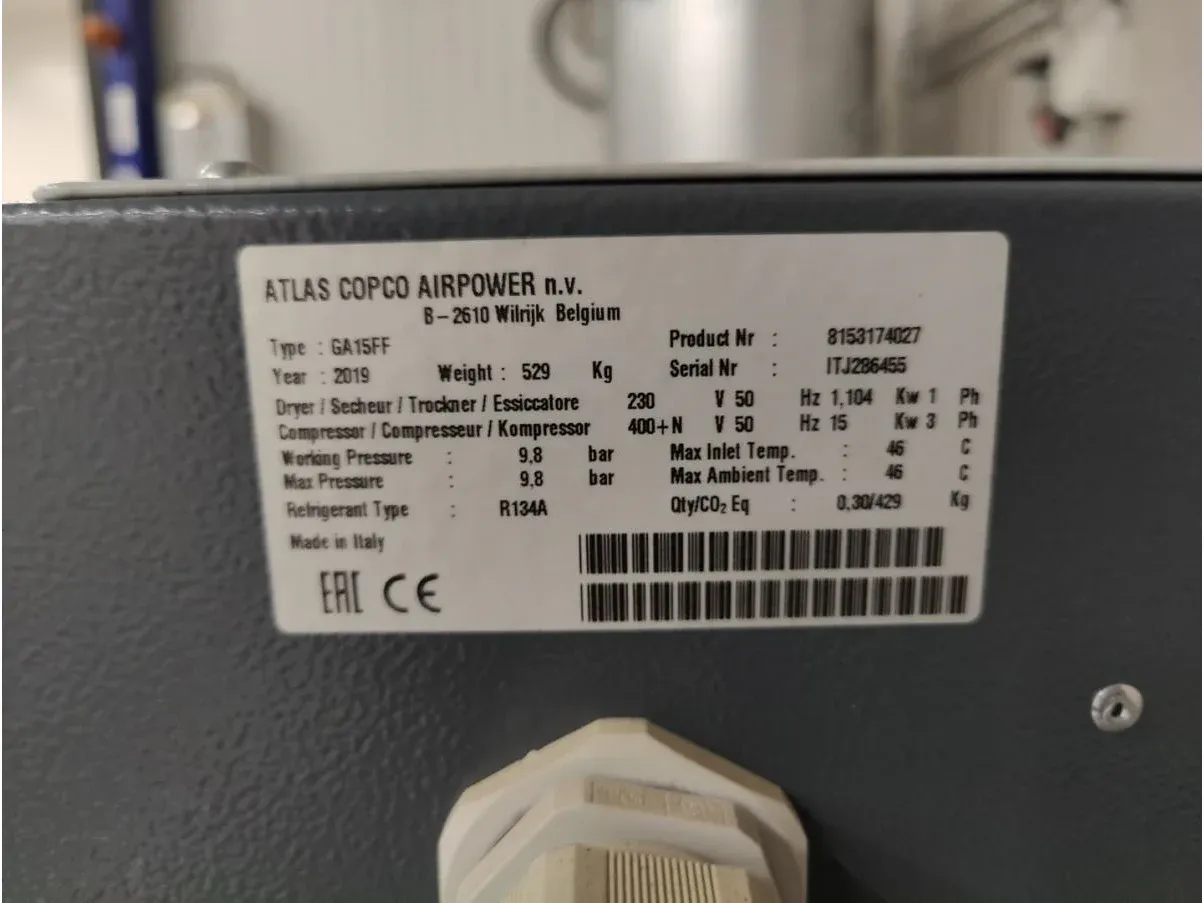 ATLAS COPCO AIRPOWER n.v.
B-2610 Wilrijk Belgium
Type : GA15FF
Product Nr : 8153174027
Year : 2019 Weight : 529 Kg
Serial Nr : ITJ286455
Dryer / Secheur / Trockner / Essiccatore 230 V 50 Hz 1,104 Kw 1 Ph
Compressor / Compresseur / Kompressor 400+N V 50 Hz 15 Kw 3 Ph
Working Pressure : 9.8 bar Max Inlet Temp. : 46 C
Max Pressure : 9.8 bar Max Ambient Temp. : 46 C
Refrigerant Type : R134A Qty/CO₂ Eq : 0,30/429 Kg
Made in Italy
EAC CE